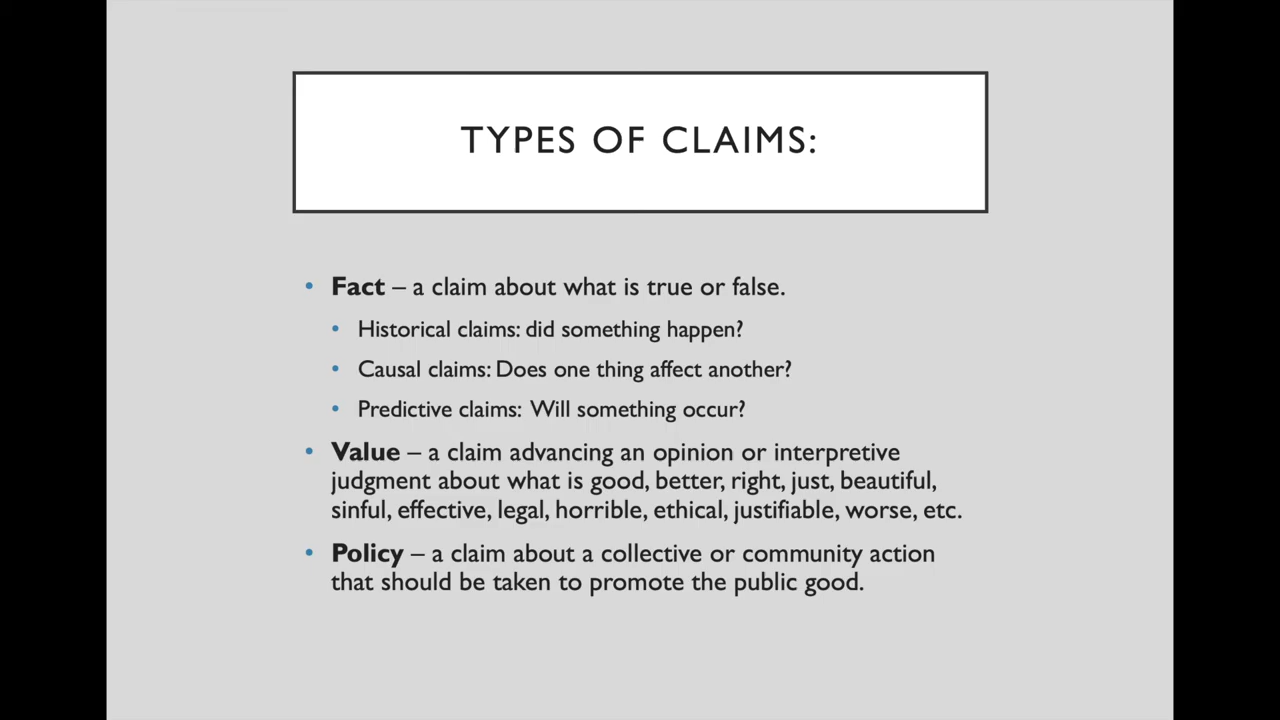 TYPES OF CLAIMS:
• Fact – a claim about what is true or false.
• Historical claims: did something happen?
• Causal claims: Does one thing affect another?
• Predictive claims:  Will something occur?
• Value – a claim advancing an opinion or interpretive
judgment about what is good, better, right, just, beautiful,
sinful, effective, legal, horrible, ethical, justifiable, worse, etc.
• Policy – a claim about a collective or community action
that should be taken to promote the public good.